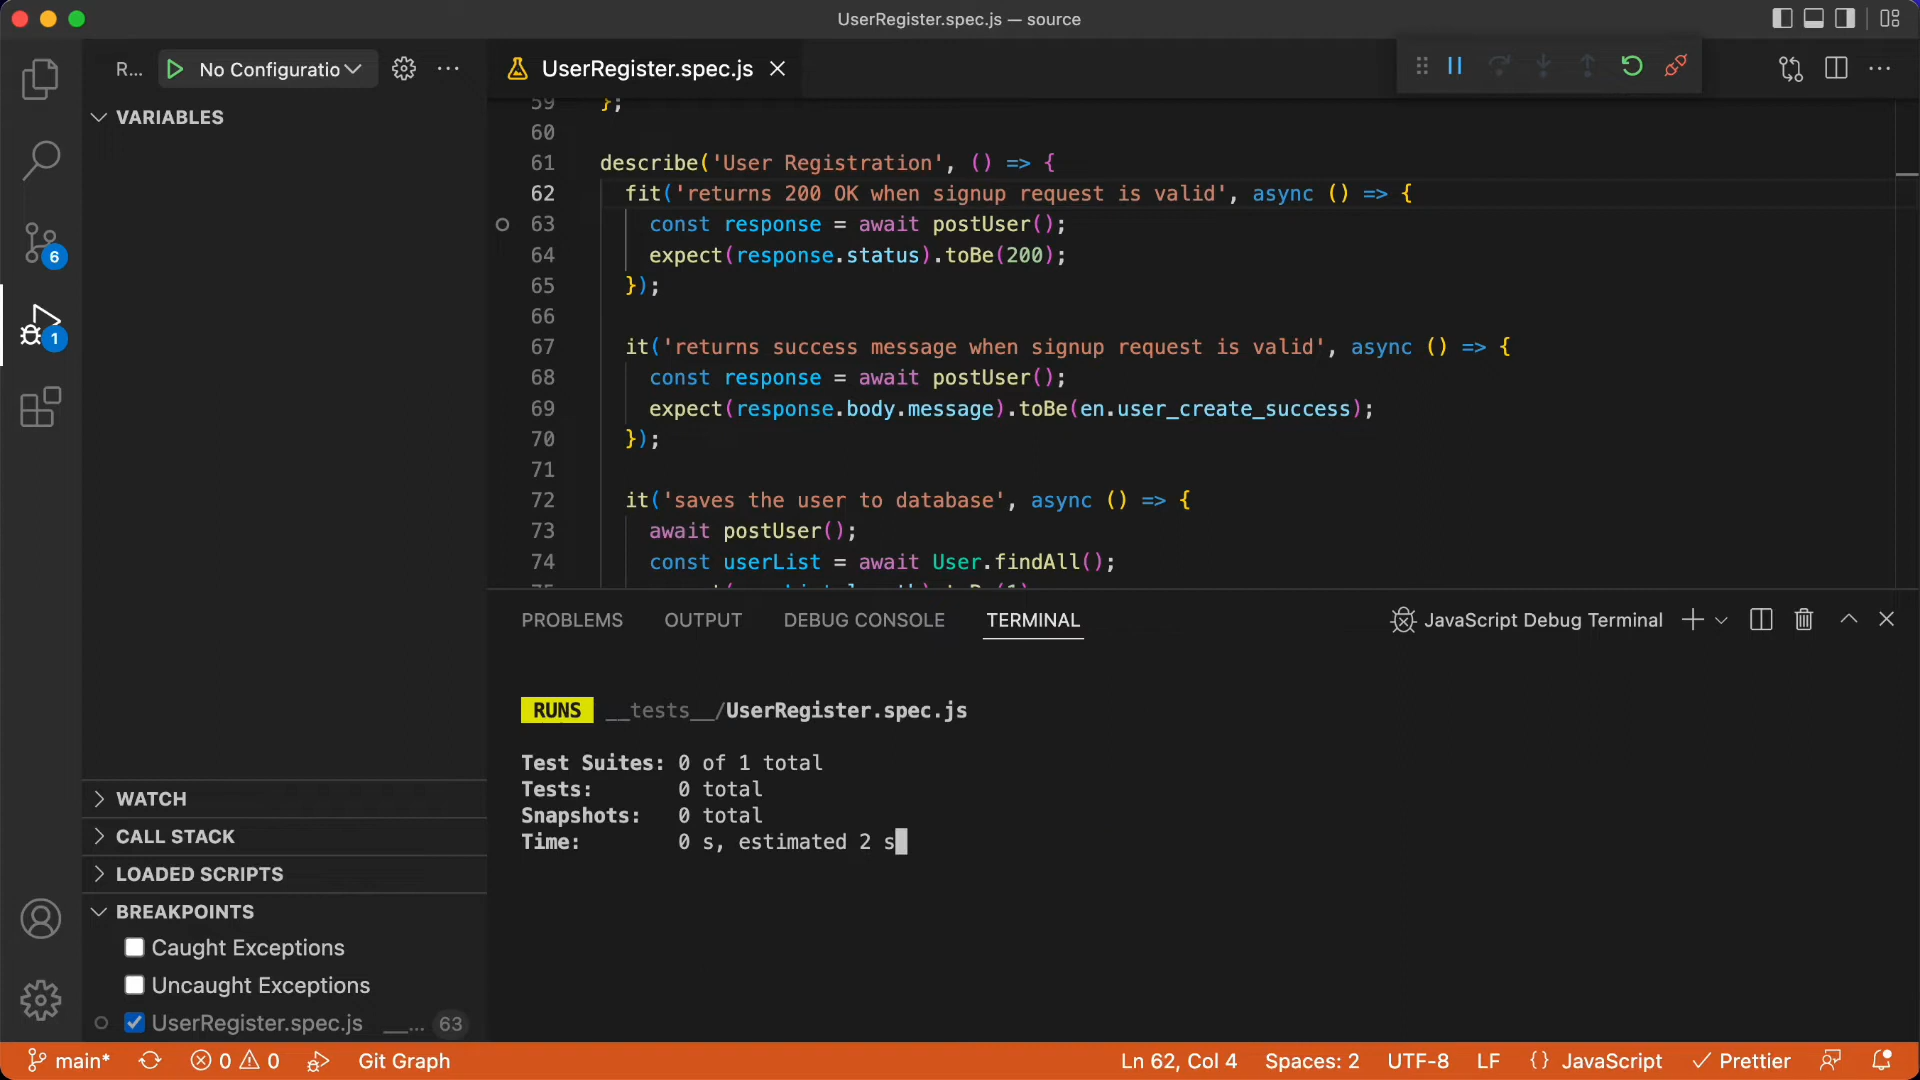 UserRegister.spec.js — source
R... No Configuratio
UserRegister.spec.js
VARIABLES
59 };
60
61 describe('User Registration', () => {
62 fit('returns 200 OK when signup request is valid', async () => {
63 const response = await postUser();
64 expect(response.status).toBe(200);
65 });
66
67 it('returns success message when signup request is valid', async () => {
68 const response = await postUser();
69 expect(response.body.message).toBe(en.user_create_success);
70 });
71
72 it('saves the user to database', async () => {
73 await postUser();
74 const userList = await User.findAll();
6
1
PROBLEMS OUTPUT DEBUG CONSOLE TERMINAL
JavaScript Debug Terminal
RUNS __tests__/UserRegister.spec.js
Test Suites: 0 of 1 total
Tests: 0 total
Snapshots: 0 total
Time: 0 s, estimated 2 s
WATCH
CALL STACK
LOADED SCRIPTS
BREAKPOINTS
Caught Exceptions
Uncaught Exceptions
UserRegister.spec.js __... 63
main* 0 0 Git Graph
Ln 62, Col 4 Spaces: 2 UTF-8 LF {} JavaScript Prettier